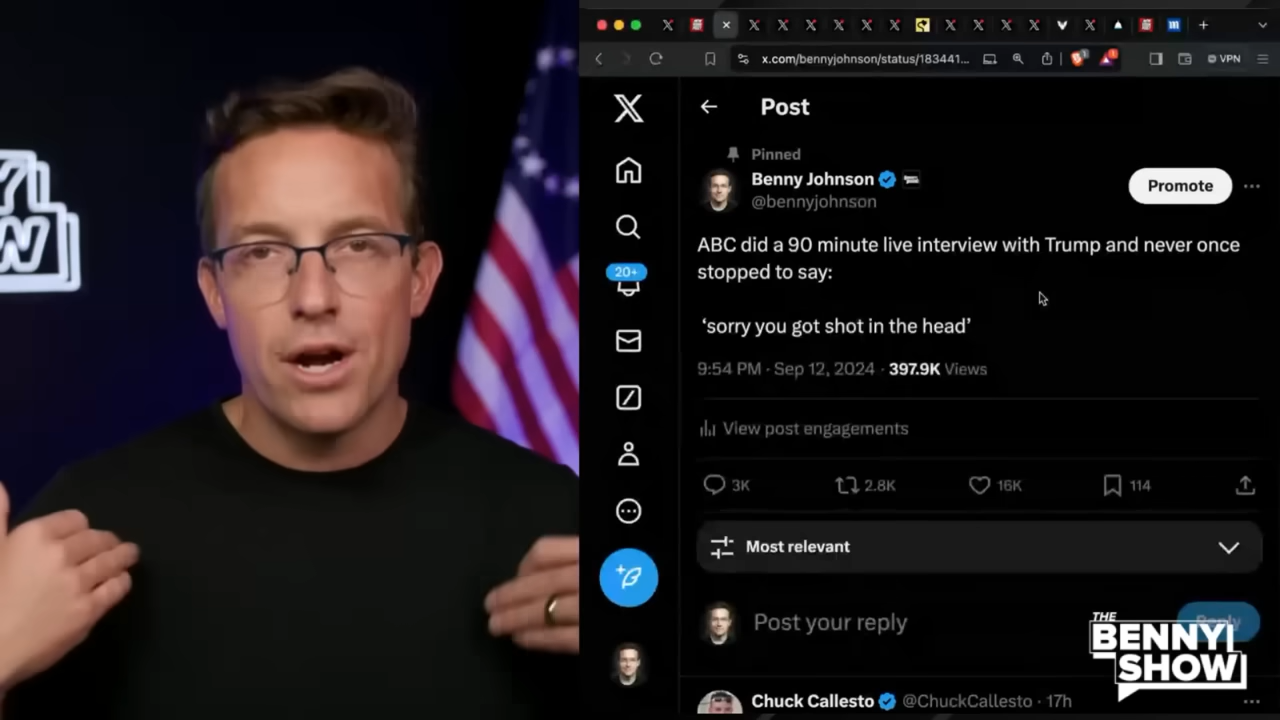 Y
OW
x.com/bennyjohnson/status/183441...
VPN
Post
Pinned
Benny Johnson
@bennyjohnson
Promote
ABC did a 90 minute live interview with Trump and never once
stopped to say:
‘sorry you got shot in the head’
9:54 PM · Sep 12, 2024 · 397.9K Views
View post engagements
20+
3K 2.8K 16K 114
Most relevant
Post your reply
Reply
THE
BENNY
SHOW
Chuck Callesto @ChuckCallesto · 17h